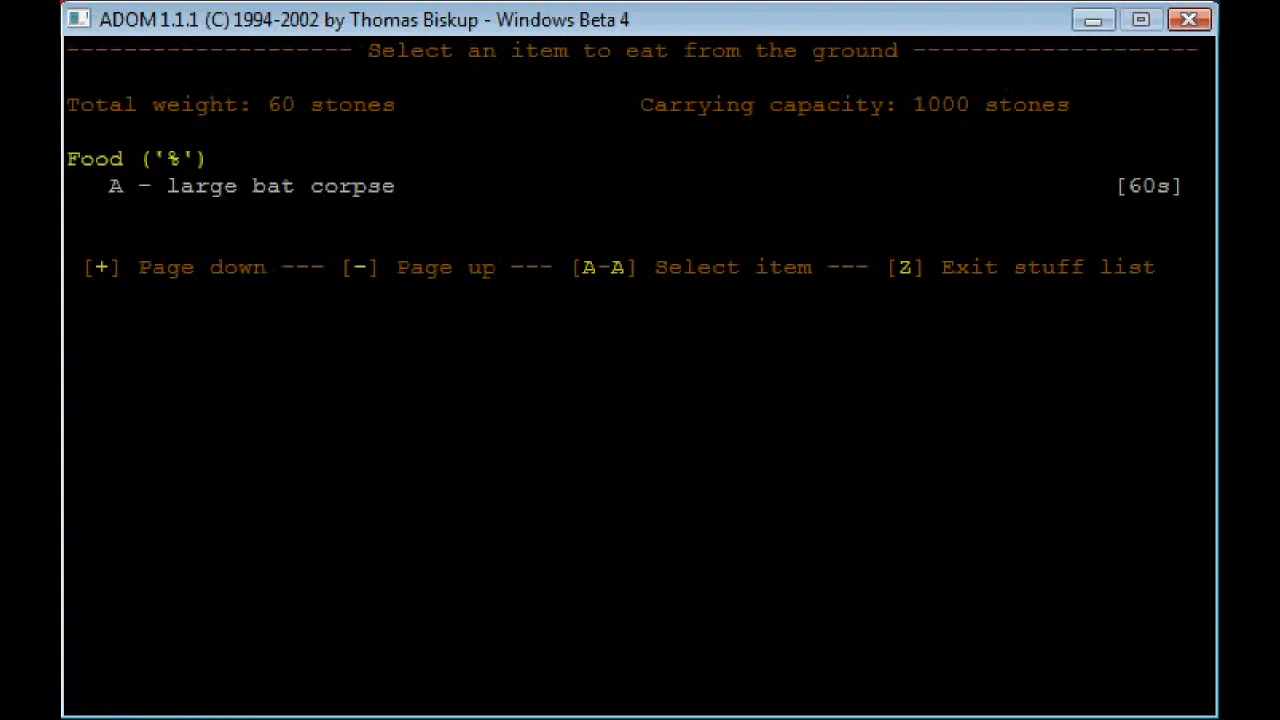 ADOM 1.1.1 (C) 1994-2002 by Thomas Biskup - Windows Beta 4
-------------------- Select an item to eat from the ground --------------------
Total weight: 60 stones Carrying capacity: 1000 stones
Food ('%')
A - large bat corpse [60s]
[+] Page down --- [-] Page up --- [A-A] Select item --- [Z] Exit stuff list